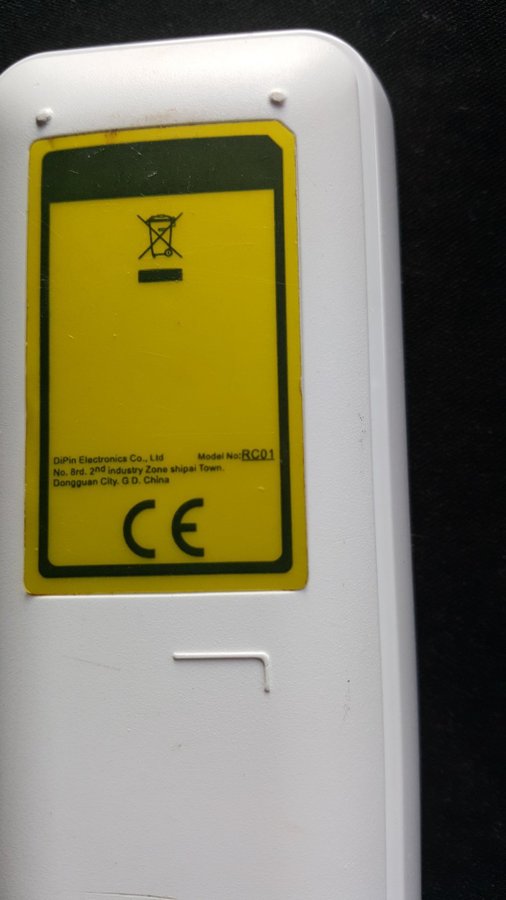 DiPin Electronics Co., Ltd Model No:RC01
No. 8rd. 2nd industry Zone shipai Town.
Dongguan City. G D. China
CE